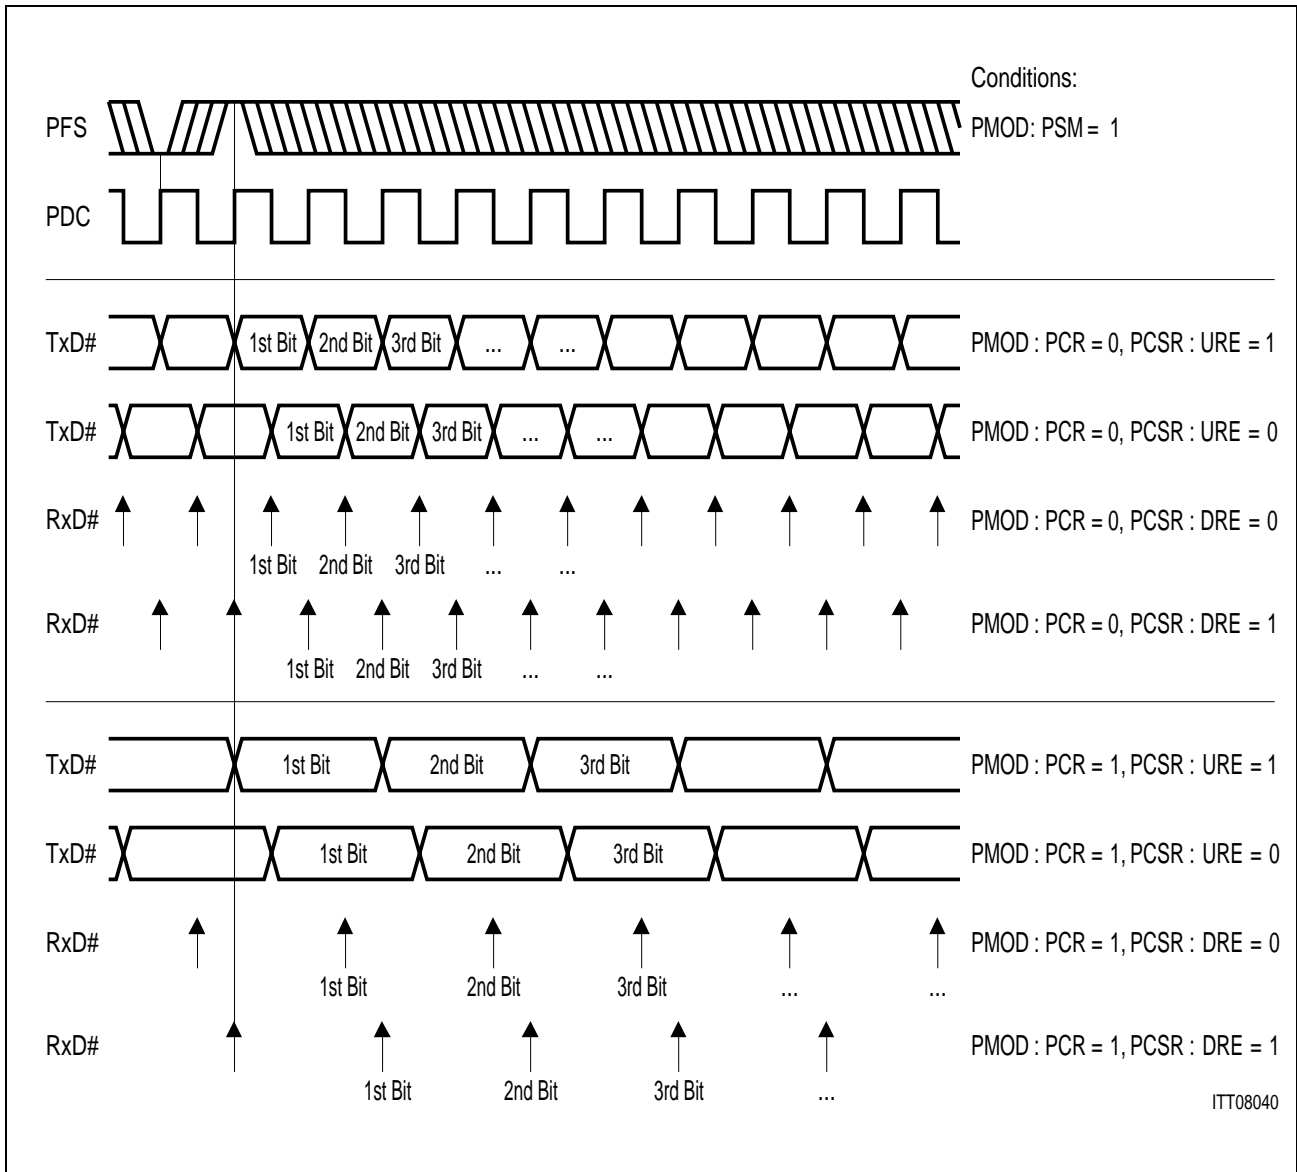 Conditions:
PFS PMOD: PSM = 1
PDC
TxD# 1st Bit 2nd Bit 3rd Bit ... ... PMOD : PCR = 0, PCSR : URE = 1
TxD# 1st Bit 2nd Bit 3rd Bit ... ... PMOD : PCR = 0, PCSR : URE = 0
RxD# PMOD : PCR = 0, PCSR : DRE = 0
1st Bit 2nd Bit 3rd Bit ... ...
RxD# PMOD : PCR = 0, PCSR : DRE = 1
1st Bit 2nd Bit 3rd Bit ... ...
TxD# 1st Bit 2nd Bit 3rd Bit PMOD : PCR = 1, PCSR : URE = 1
TxD# 1st Bit 2nd Bit 3rd Bit PMOD : PCR = 1, PCSR : URE = 0
RxD# PMOD : PCR = 1, PCSR : DRE = 0
1st Bit 2nd Bit 3rd Bit ... ...
RxD# PMOD : PCR = 1, PCSR : DRE = 1
1st Bit 2nd Bit 3rd Bit ...
ITT08040